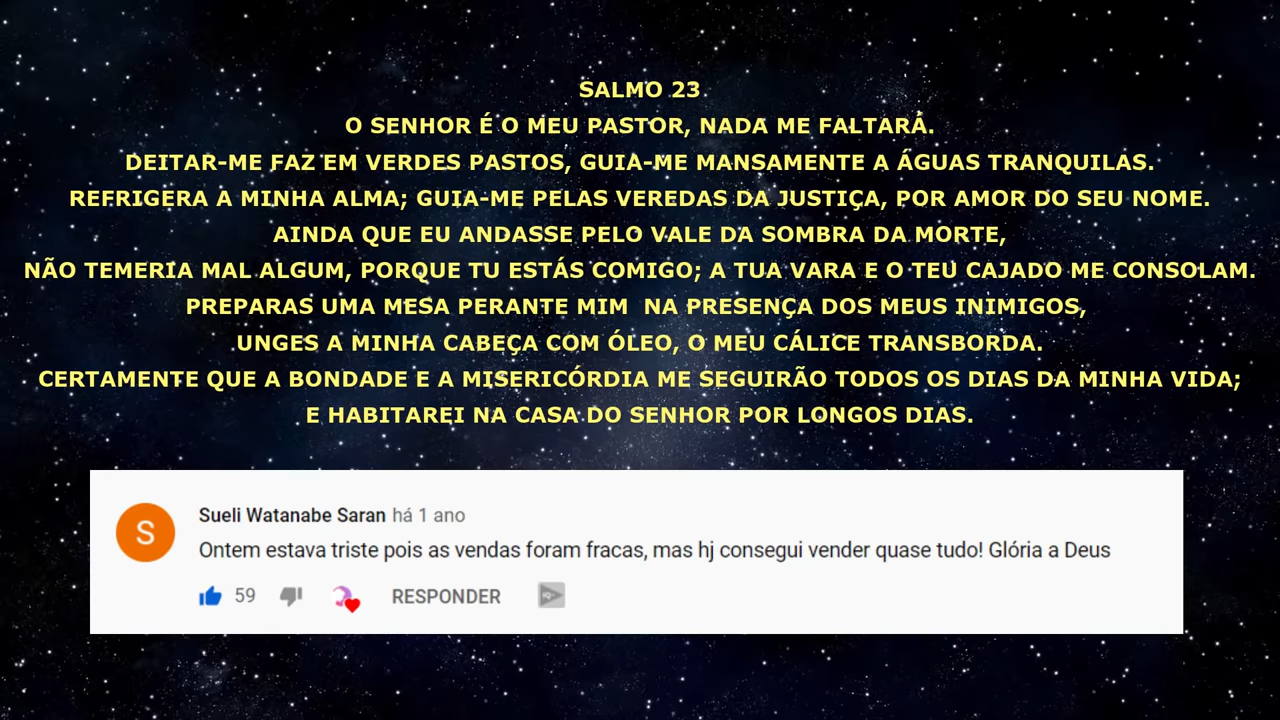 SALMO 23
O SENHOR É O MEU PASTOR, NADA ME FALTARÁ.
DEITAR-ME FAZ EM VERDES PASTOS, GUIA-ME MANSAMENTE A ÁGUAS TRANQUILAS.
REFRIGERA A MINHA ALMA; GUIA-ME PELAS VEREDAS DA JUSTIÇA, POR AMOR DO SEU NOME.
AINDA QUE EU ANDASSE PELO VALE DA SOMBRA DA MORTE,
NÃO TEMERIA MAL ALGUM, PORQUE TU ESTÁS COMIGO; A TUA VARA E O TEU CAJADO ME CONSOLAM.
PREPARAS UMA MESA PERANTE MIM  NA PRESENÇA DOS MEUS INIMIGOS,
UNGES A MINHA CABEÇA COM ÓLEO, O MEU CÁLICE TRANSBORDA.
CERTAMENTE QUE A BONDADE E A MISERICÓRDIA ME SEGUIRÃO TODOS OS DIAS DA MINHA VIDA;
E HABITAREI NA CASA DO SENHOR POR LONGOS DIAS.
S
Sueli Watanabe Saran há 1 ano
Ontem estava triste pois as vendas foram fracas, mas hj consegui vender quase tudo! Glória a Deus
59 RESPONDER